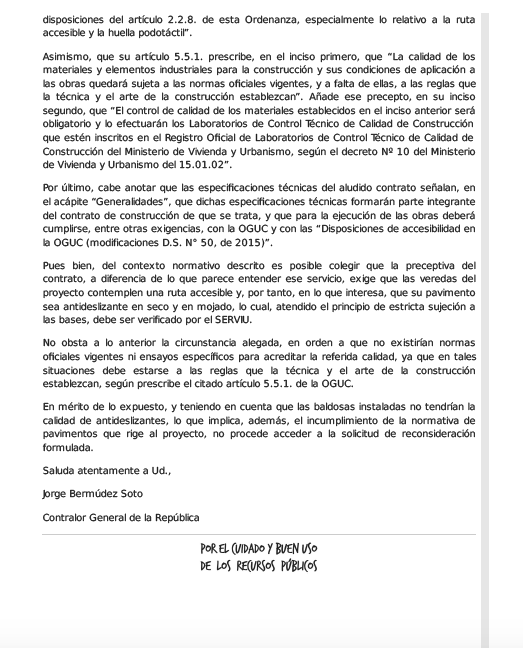 disposiciones del artículo 2.2.8. de esta Ordenanza, especialmente lo relativo a la ruta
accesible y la huella podotáctil”.
Asimismo, que su artículo 5.5.1. prescribe, en el inciso primero, que “La calidad de los
materiales y elementos industriales para la construcción y sus condiciones de aplicación a
las obras quedará sujeta a las normas oficiales vigentes, y a falta de ellas, a las reglas que
la técnica y el arte de la construcción establezcan”. Añade ese precepto, en su inciso
segundo, que “El control de calidad de los materiales establecidos en el inciso anterior será
obligatorio y lo efectuarán los Laboratorios de Control Técnico de Calidad de Construcción
que estén inscritos en el Registro Oficial de Laboratorios de Control Técnico de Calidad de
Construcción del Ministerio de Vivienda y Urbanismo, según el decreto Nº 10 del Ministerio
de Vivienda y Urbanismo del 15.01.02”.
Por último, cabe anotar que las especificaciones técnicas del aludido contrato señalan, en
el acápite “Generalidades”, que dichas especificaciones técnicas formarán parte integrante
del contrato de construcción de que se trata, y que para la ejecución de las obras deberá
cumplirse, entre otras exigencias, con la OGUC y con las “Disposiciones de accesibilidad en
la OGUC (modificaciones D.S. N° 50, de 2015)”.
Pues bien, del contexto normativo descrito es posible colegir que la preceptiva del
contrato, a diferencia de lo que parece entender ese servicio, exige que las veredas del
proyecto contemplen una ruta accesible y, por tanto, en lo que interesa, que su pavimento
sea antideslizante en seco y en mojado, lo cual, atendido el principio de estricta sujeción a
las bases, debe ser verificado por el SERVIU.
No obsta a lo anterior la circunstancia alegada, en orden a que no existirían normas
oficiales vigentes ni ensayos específicos para acreditar la referida calidad, ya que en tales
situaciones debe estarse a las reglas que la técnica y el arte de la construcción
establezcan, según prescribe el citado artículo 5.5.1. de la OGUC.
En mérito de lo expuesto, y teniendo en cuenta que las baldosas instaladas no tendrían la
calidad de antideslizantes, lo que implica, además, el incumplimiento de la normativa de
pavimentos que rige al proyecto, no procede acceder a la solicitud de reconsideración
formulada.
Saluda atentamente a Ud.,
Jorge Bermúdez Soto
Contralor General de la República
POR EL CUIDADO Y BUEN USO
DE LOS RECURSOS PÚBLICOS